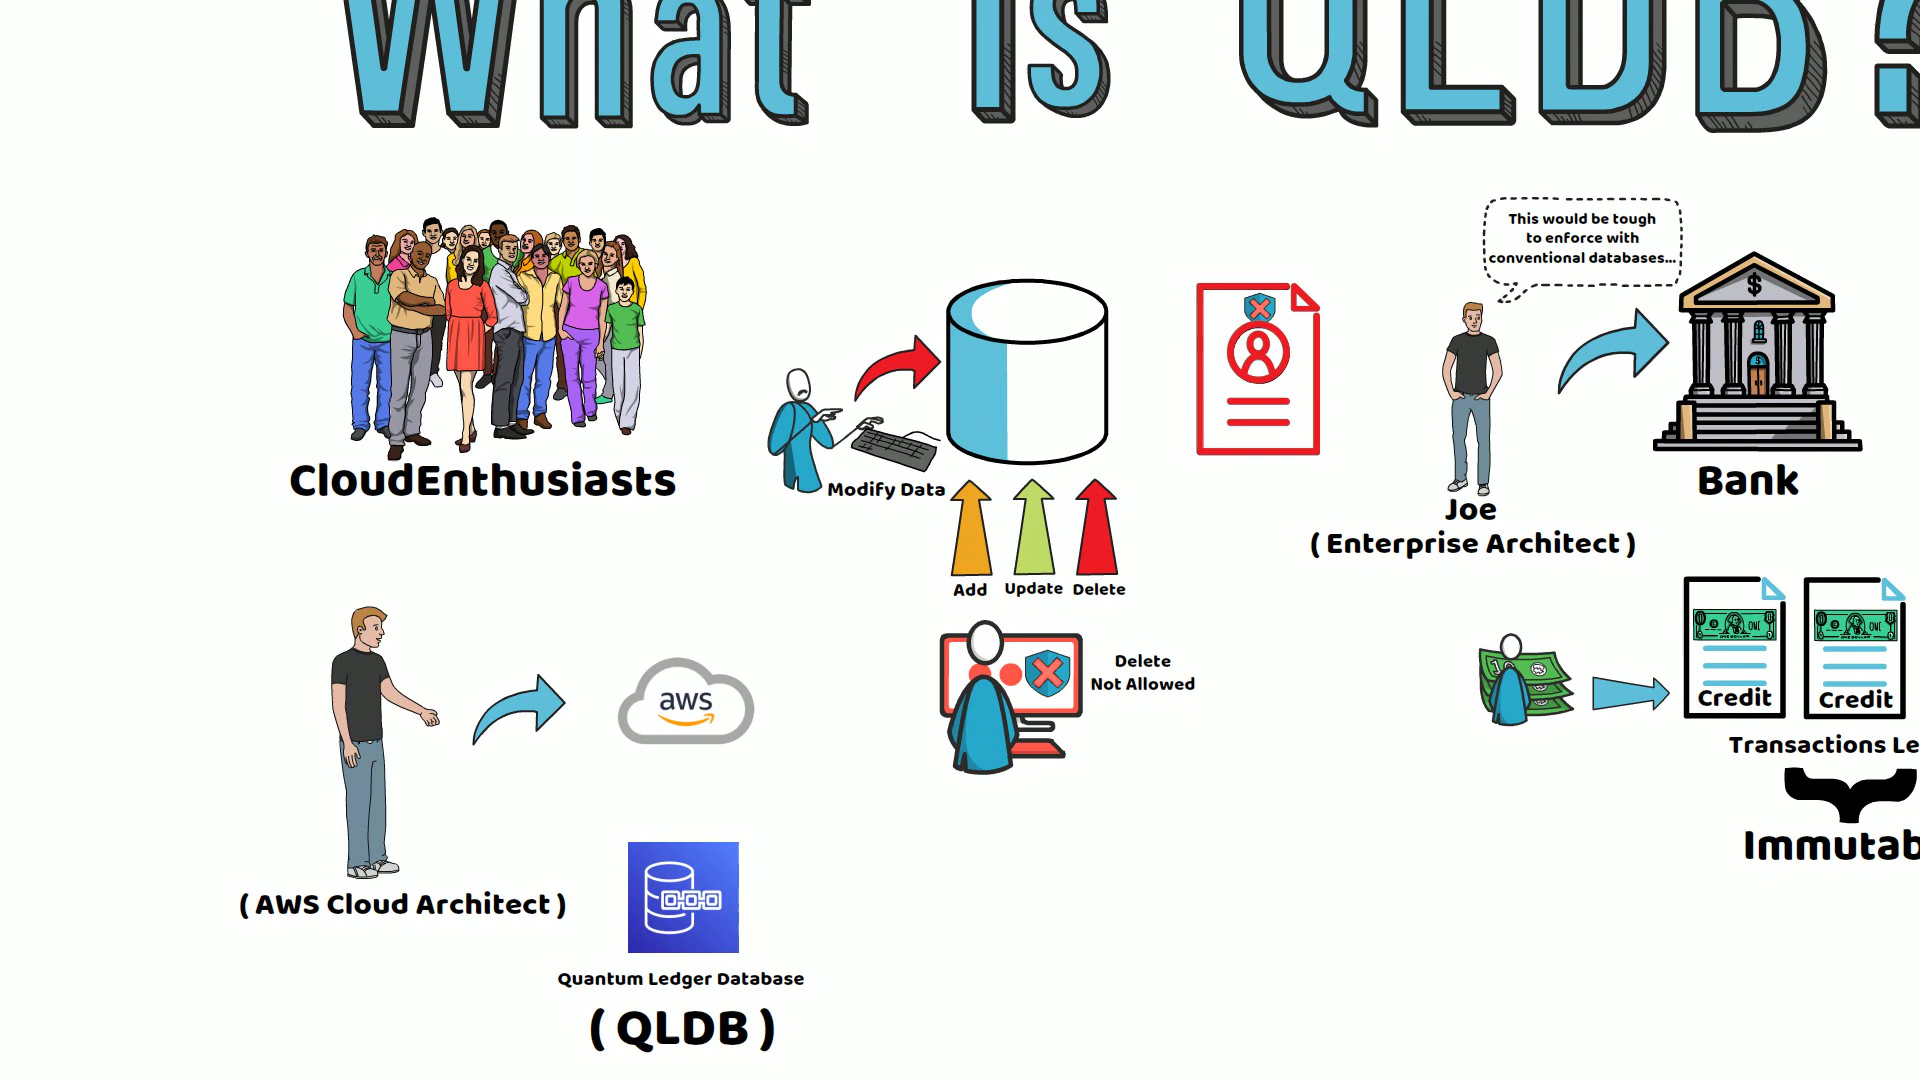 What is QLDB?
This would be tough
to enforce with
conventional databases...
$
$
CloudEnthusiasts
Modify Data
Bank
Joe
( Enterprise Architect )
Add Update Delete
Delete
Not Allowed
aws
ONE
ONE
Credit
Credit
Transactions Le
Immutab
( AWS Cloud Architect )
Quantum Ledger Database
( QLDB )